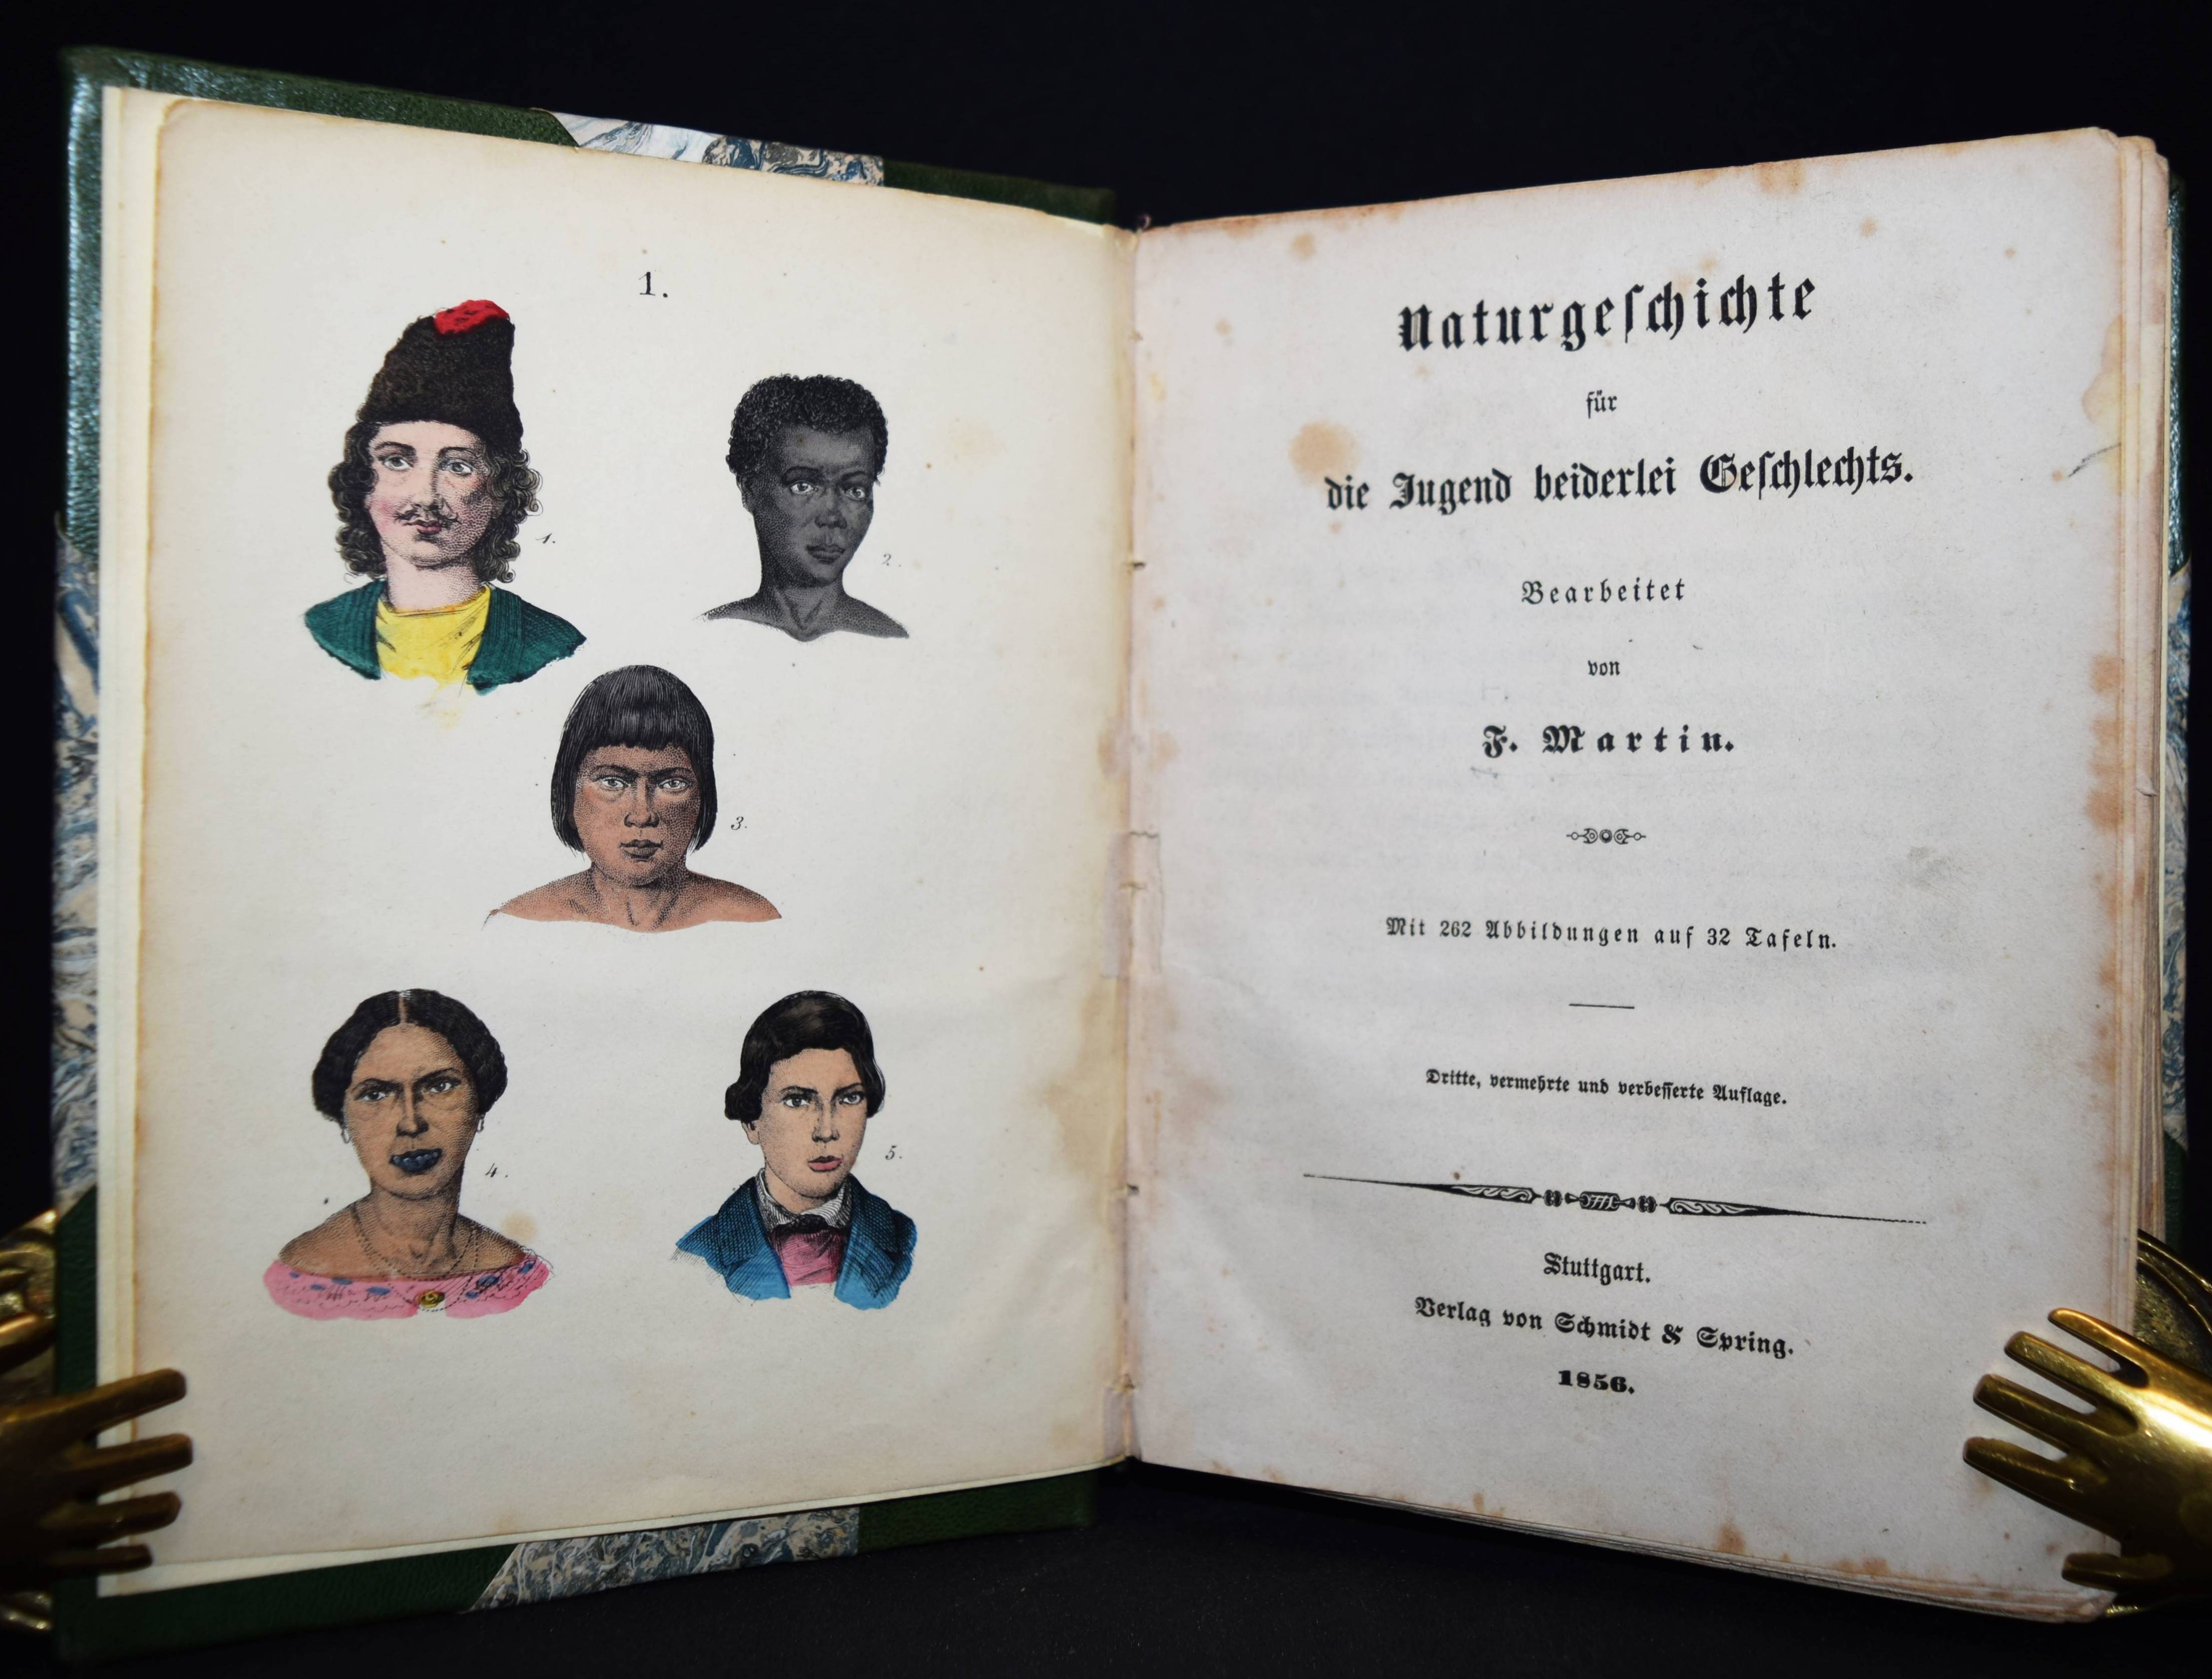 1.
1.
2.
3.
4.
5.
Naturgeſchichte
für
die Jugend beiderlei Geſchlechts.
Bearbeitet
von
F. Martin.
Mit 262 Abbildungen auf 32 Tafeln.
Dritte, vermehrte und verbeſſerte Auflage.
Stuttgart.
Verlag von Schmidt & Spring.
1856.